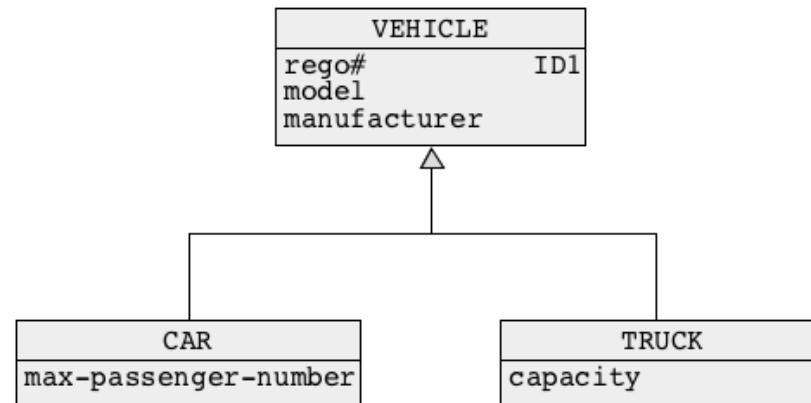 VEHICLE
rego# ID1
model
manufacturer
CAR
max-passenger-number
TRUCK
capacity